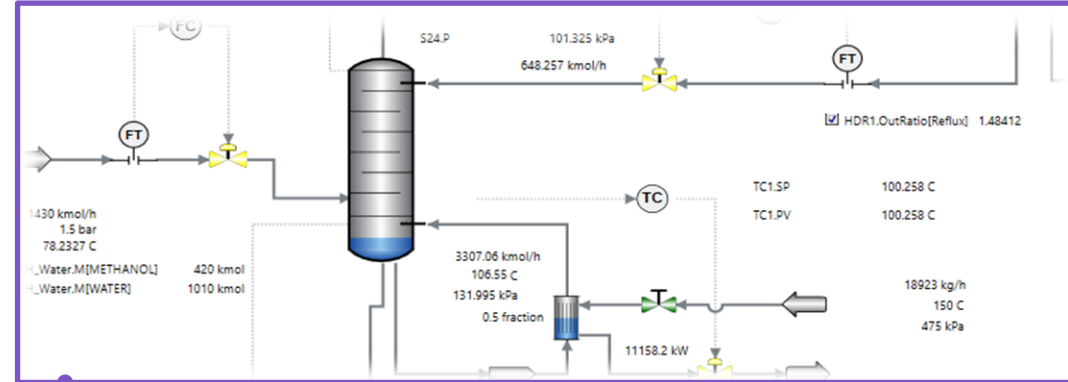 FC
S24.P 101.325 kPa
648.257 kmol/h
FT
HDR1.OutRatio[Reflux] 1.48412
FT
TC
TC1.SP 100.258 C
TC1.PV 100.258 C
1430 kmol/h
1.5 bar
78.2327 C
_Water.M[METHANOL] 420 kmol
_Water.M[WATER] 1010 kmol
3307.06 kmol/h
106.55 C
131.995 kPa
0.5 fraction
18923 kg/h
150 C
475 kPa
11158.2 kW